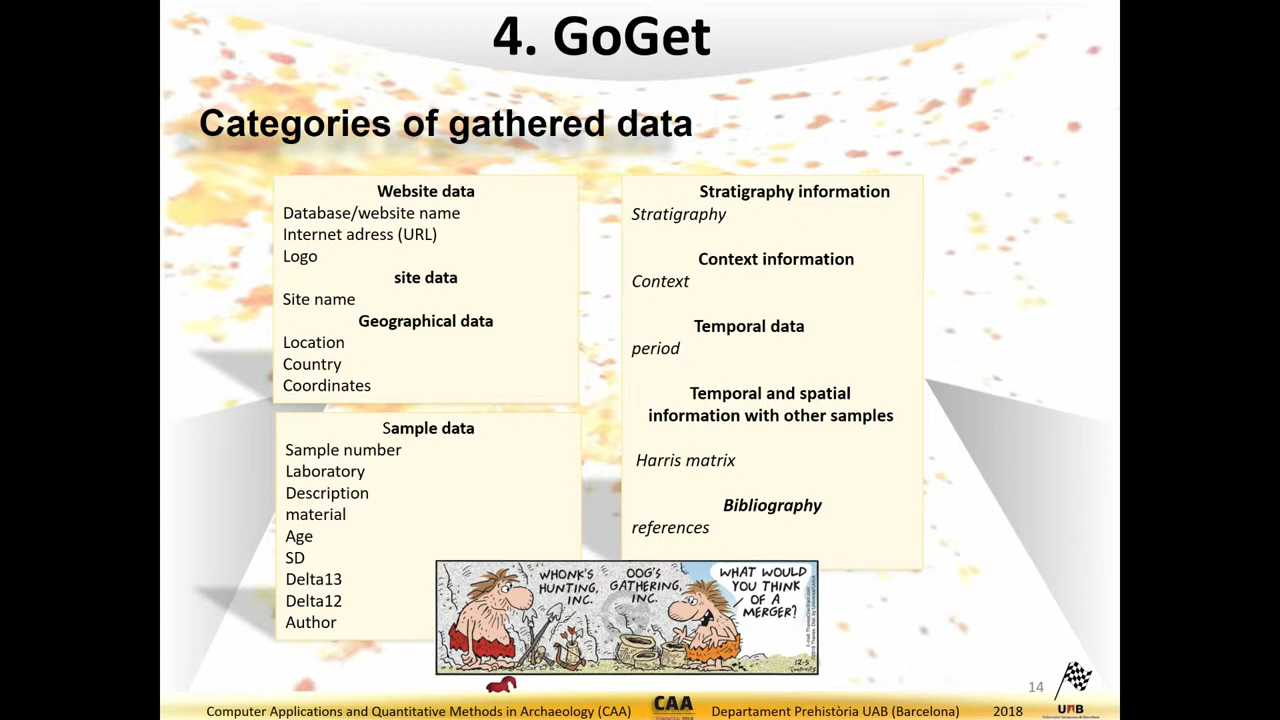 4. GoGet
Categories of gathered data
Website data
Database/website name
Internet adress (URL)
Logo
site data
Site name
Geographical data
Location
Country
Coordinates
Sample data
Sample number
Laboratory
Description
material
Age
SD
Delta13
Delta12
Author
Stratigraphy information
Stratigraphy
Context information
Context
Temporal data
period
Temporal and spatial
information with other samples
Harris matrix
Bibliography
references
WHONK'S
HUNTING,
INC.
OOG'S
GATHERING,
INC.
WHAT WOULD
YOU THINK
OF A
MERGER?
12-5
14
Computer Applications and Quantitative Methods in Archaeology (CAA)
CAA
Departament Prehistòria UAB (Barcelona)
2018
UAB